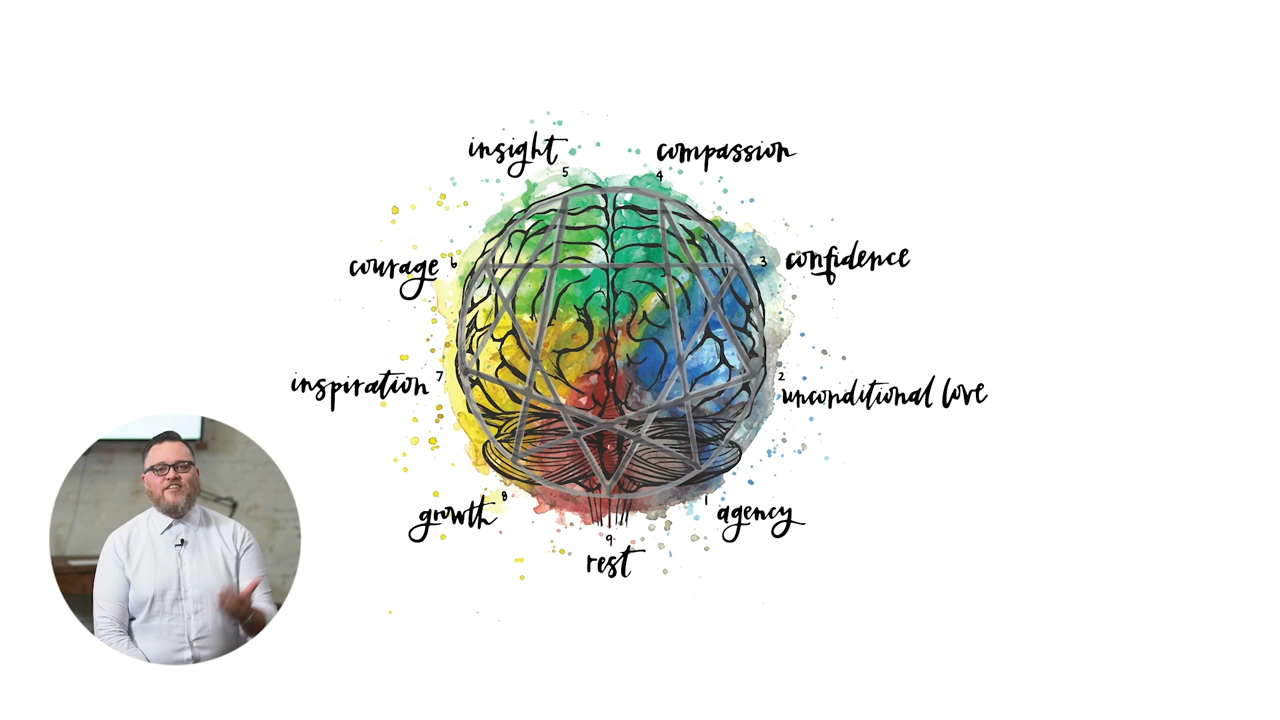 insight
5
compassion
4
courage
6
3
confidence
inspiration
7
2
unconditional love
growth
8
1
agency
9
rest